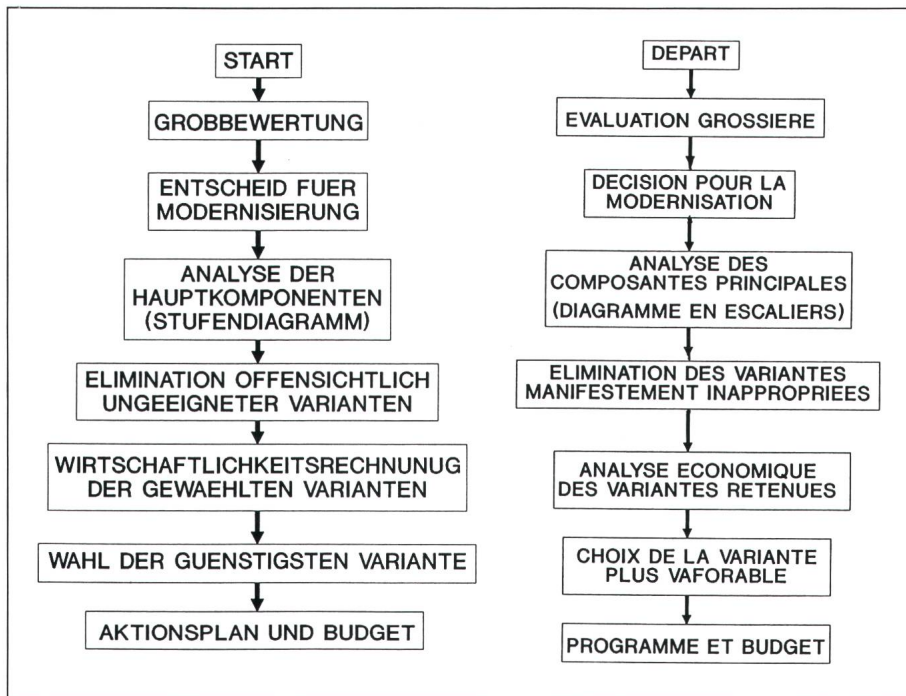 START
GROBBEWERTUNG
ENTSCHEID FUER
MODERNISIERUNG
ANALYSE DER
HAUPTKOMPONENTEN
(STUFENDIAGRAMM)
ELIMINATION OFFENSICHTLICH
UNGEEIGNETER VARIANTEN
WIRTSCHAFTLICHKEITSRECHNUNUG
DER GEWAEHLTEN VARIANTEN
WAHL DER GUENSTIGSTEN VARIANTE
AKTIONSPLAN UND BUDGET
DEPART
EVALUATION GROSSIERE
DECISION POUR LA
MODERNISATION
ANALYSE DES
COMPOSANTES PRINCIPALES
(DIAGRAMME EN ESCALIERS)
ELIMINATION DES VARIANTES
MANIFESTEMENT INAPPROPRIEES
ANALYSE ECONOMIQUE
DES VARIANTES RETENUES
CHOIX DE LA VARIANTE
PLUS VAFORABLE
PROGRAMME ET BUDGET